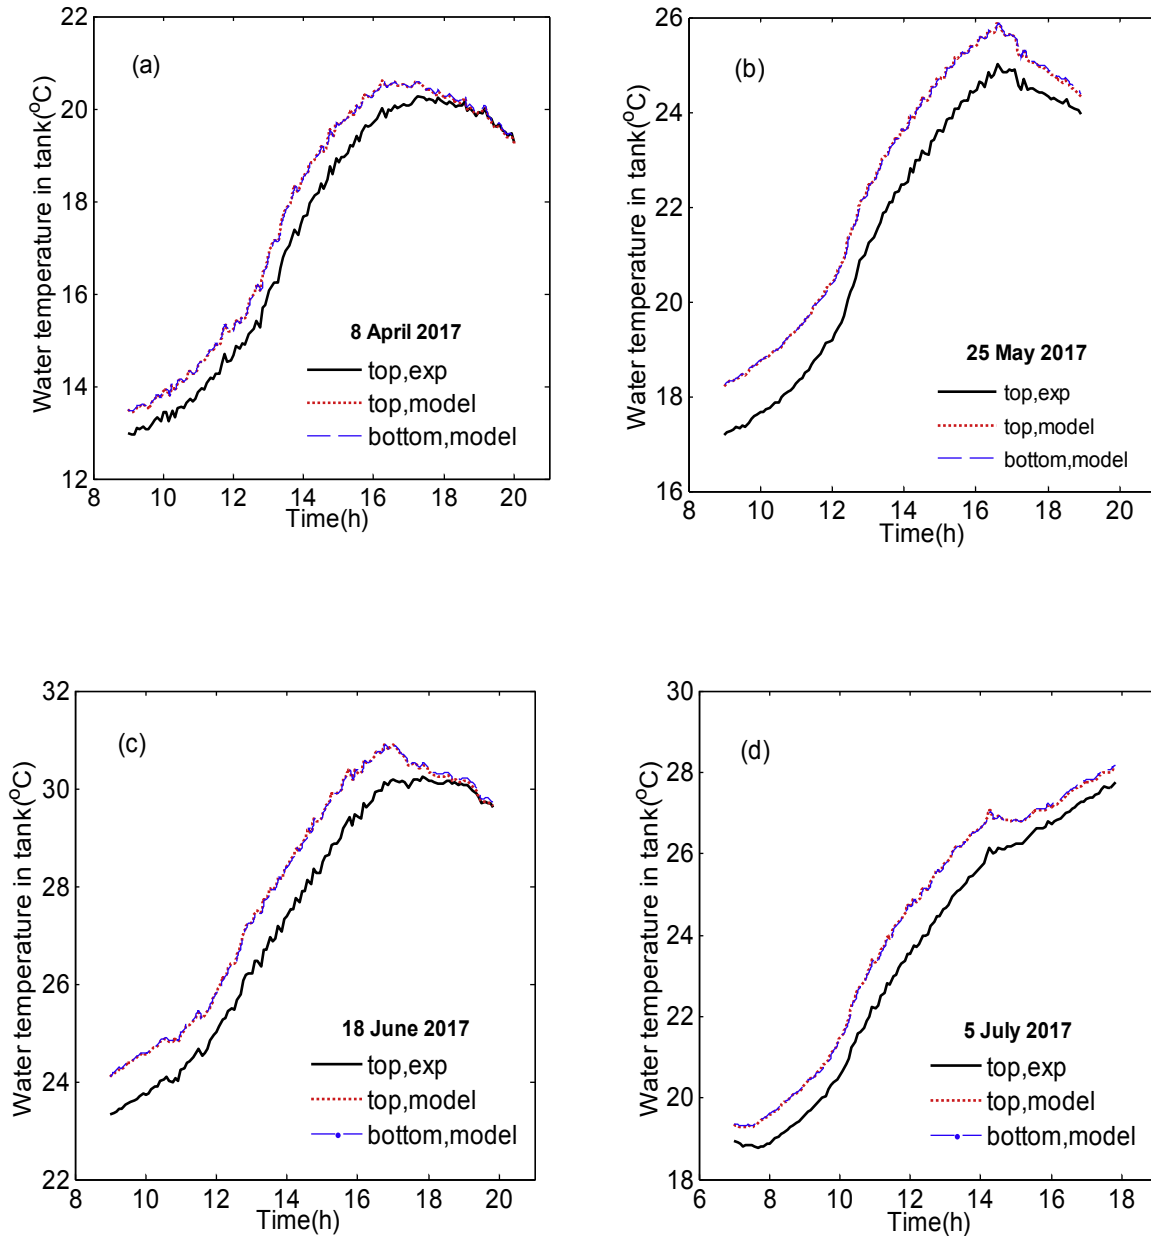 22
20
18
16
14
12
8 10 12 14 16 18 20
Water temperature in tank(°C)
Time(h)
(a)
8 April 2017
top,exp
top,model
bottom,model
26
24
22
20
18
16
8 10 12 14 16 18 20
Water temperature in tank(°C)
Time(h)
(b)
25 May 2017
top,exp
top,model
bottom,model
32
30
28
26
24
22
8 10 12 14 16 18 20
Water temperature in tank(°C)
Time(h)
(c)
18 June 2017
top,exp
top,model
bottom,model
30
28
26
24
22
20
18
6 8 10 12 14 16 18
Water temperature in tank(°C)
Time(h)
(d)
5 July 2017
top,exp
top,model
bottom,model